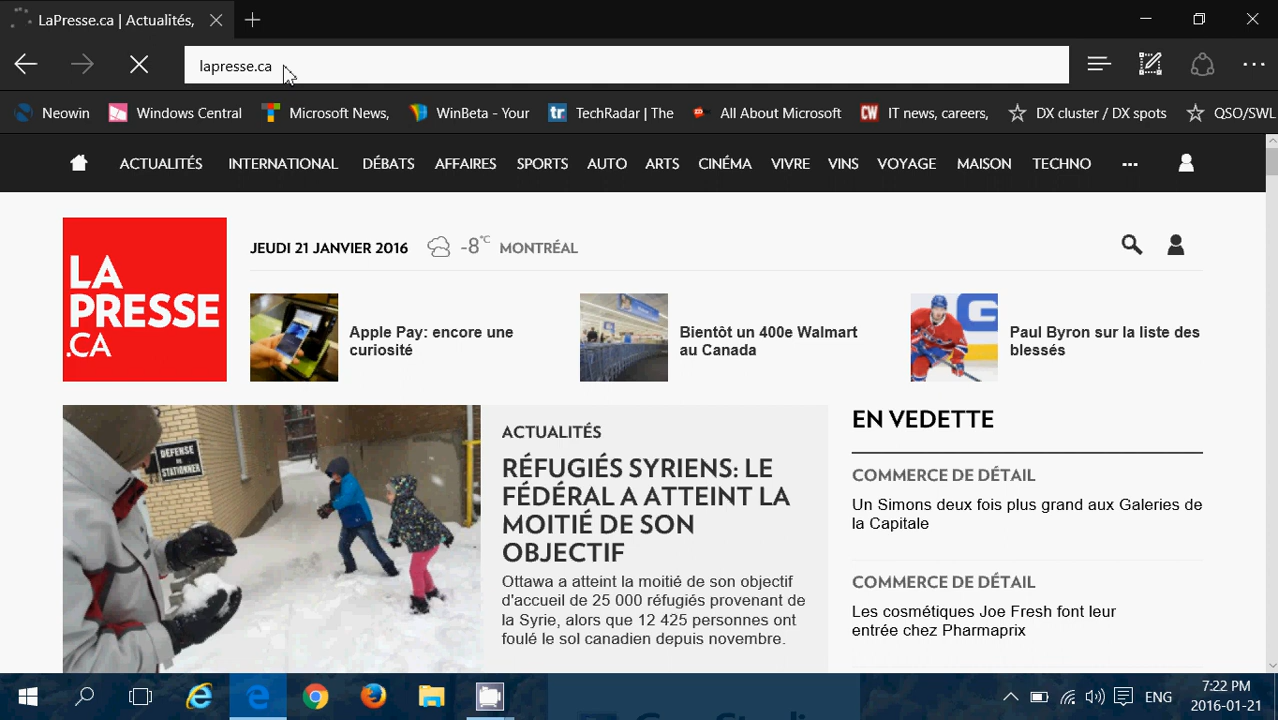 LaPresse.ca | Actualités,
lapresse.ca
Neowin Windows Central Microsoft News, WinBeta - Your TechRadar | The All About Microsoft IT news, careers, DX cluster / DX spots QSO/SWL
ACTUALITÉS INTERNATIONAL DÉBATS AFFAIRES SPORTS AUTO ARTS CINÉMA VIVRE VINS VOYAGE MAISON TECHNO
LA
PRESSE
.CA
JEUDI 21 JANVIER 2016 -8°C MONTRÉAL
Apple Pay: encore une
curiosité
Bientôt un 400e Walmart
au Canada
Paul Byron sur la liste des
blessés
DEFENSE
DE
STATIONNER
ACTUALITÉS
RÉFUGIÉS SYRIENS: LE
FÉDÉRAL A ATTEINT LA
MOITIÉ DE SON
OBJECTIF
Ottawa a atteint la moitié de son objectif
d'accueil de 25 000 réfugiés provenant de
la Syrie, alors que 12 425 personnes ont
foulé le sol canadien depuis novembre.
EN VEDETTE
COMMERCE DE DÉTAIL
Un Simons deux fois plus grand aux Galeries de
la Capitale
COMMERCE DE DÉTAIL
Les cosmétiques Joe Fresh font leur
entrée chez Pharmaprix
ENG
7:22 PM
2016-01-21